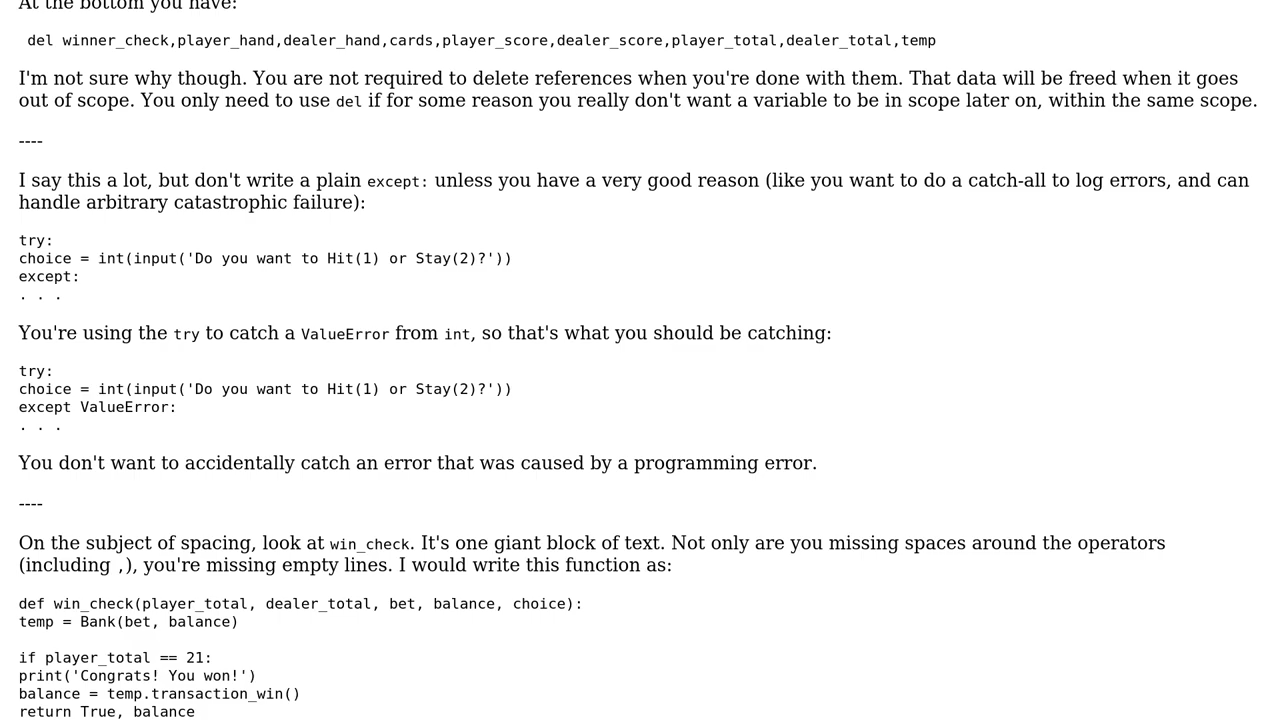 At the bottom you have:
del winner_check,player_hand,dealer_hand,cards,player_score,dealer_score,player_total,dealer_total,temp
I'm not sure why though. You are not required to delete references when you're done with them. That data will be freed when it goes
out of scope. You only need to use del if for some reason you really don't want a variable to be in scope later on, within the same scope.
----
I say this a lot, but don't write a plain except: unless you have a very good reason (like you want to do a catch-all to log errors, and can
handle arbitrary catastrophic failure):
try:
choice = int(input('Do you want to Hit(1) or Stay(2)?'))
except:
. . .
You're using the try to catch a ValueError from int, so that's what you should be catching:
try:
choice = int(input('Do you want to Hit(1) or Stay(2)?'))
except ValueError:
. . .
You don't want to accidentally catch an error that was caused by a programming error.
----
On the subject of spacing, look at win_check. It's one giant block of text. Not only are you missing spaces around the operators
(including ,), you're missing empty lines. I would write this function as:
def win_check(player_total, dealer_total, bet, balance, choice):
temp = Bank(bet, balance)
if player_total == 21:
print('Congrats! You won!')
balance = temp.transaction_win()
return True, balance